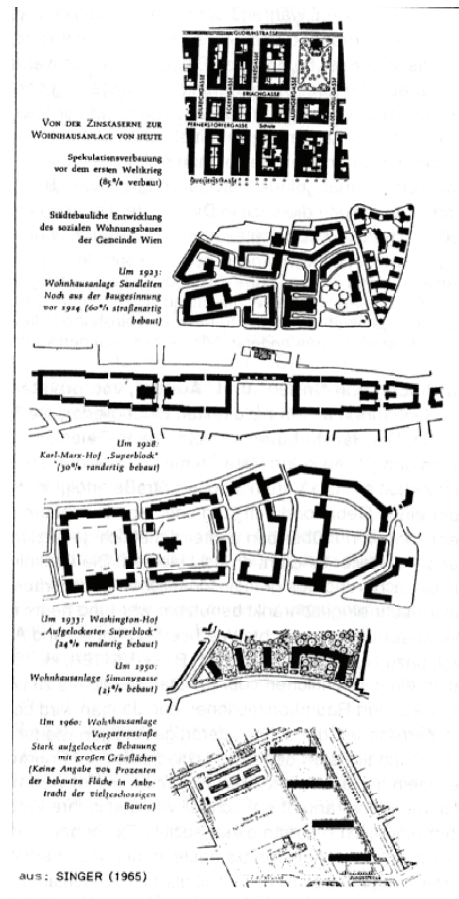 GUDRUNSTRASSE
ERLACHGASSE
PERNERSTORFERGASSE Schule
VON DER ZINSKASERNE ZUR
WOHNHAUSANLAGE VON HEUTE
Spekulationsverbauung
vor dem ersten Weltkrieg
(85% verbaut)
Städtebauliche Entwicklung
des sozialen Wohnungsbaues
der Gemeinde Wien
Um 1923:
Wohnhausanlage Sandleiten
Noch aus der Baugesinnung
vor 1914 (60% straßenartig
bebaut)
Um 1928:
Karl-Marx-Hof „Superblock"
(30% randartig bebaut)
Um 1933: Washington-Hof
„Aufgelockerter Superblock"
(24% randartig bebaut)
Um 1950:
Wohnhausanlage Simonygasse
(21% bebaut)
Um 1960: Wohnhausanlage
Vorgartenstraße
Stark aufgelockerte Bebauung
mit großen Grünflächen
(Keine Angabe von Prozenten
der bebauten Fläche in Anbe-
tracht der vielgeschossigen
Bauten)
aus: SINGER (1965)